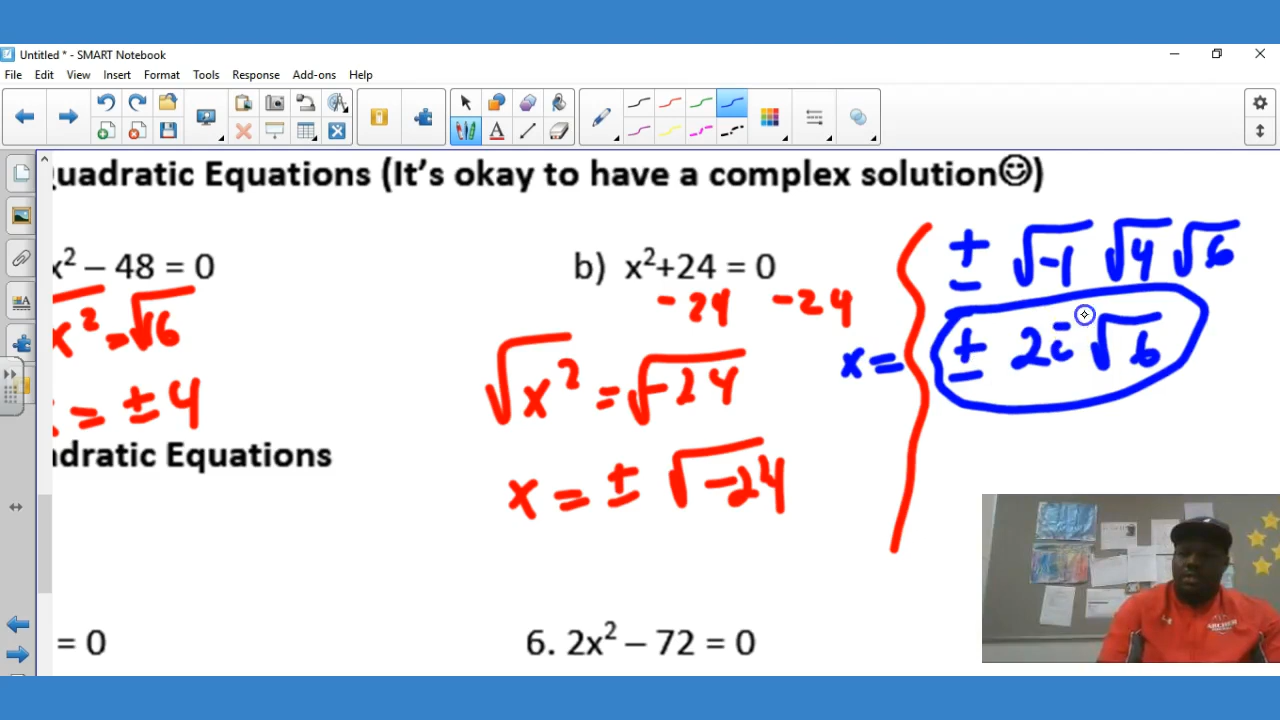 Untitled * - SMART Notebook
File Edit View Insert Format Tools Response Add-ons Help
uadratic Equations (It's okay to have a complex solution☺)
x² – 48 = 0
x² = √16
= ± 4
b) x²+24 = 0
-24 -24
√x² = √-24
x = ± √-24
± √-1 √4 √6
x = ± 2i √6
dratic Equations
= 0
6. 2x² – 72 = 0
ARCHER